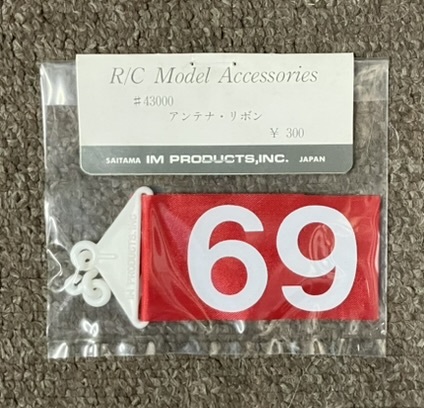 R/C Model Accessories
♯43000
アンテナ・リボン
¥ 300
SAITAMA IM PRODUCTS,INC. JAPAN
69